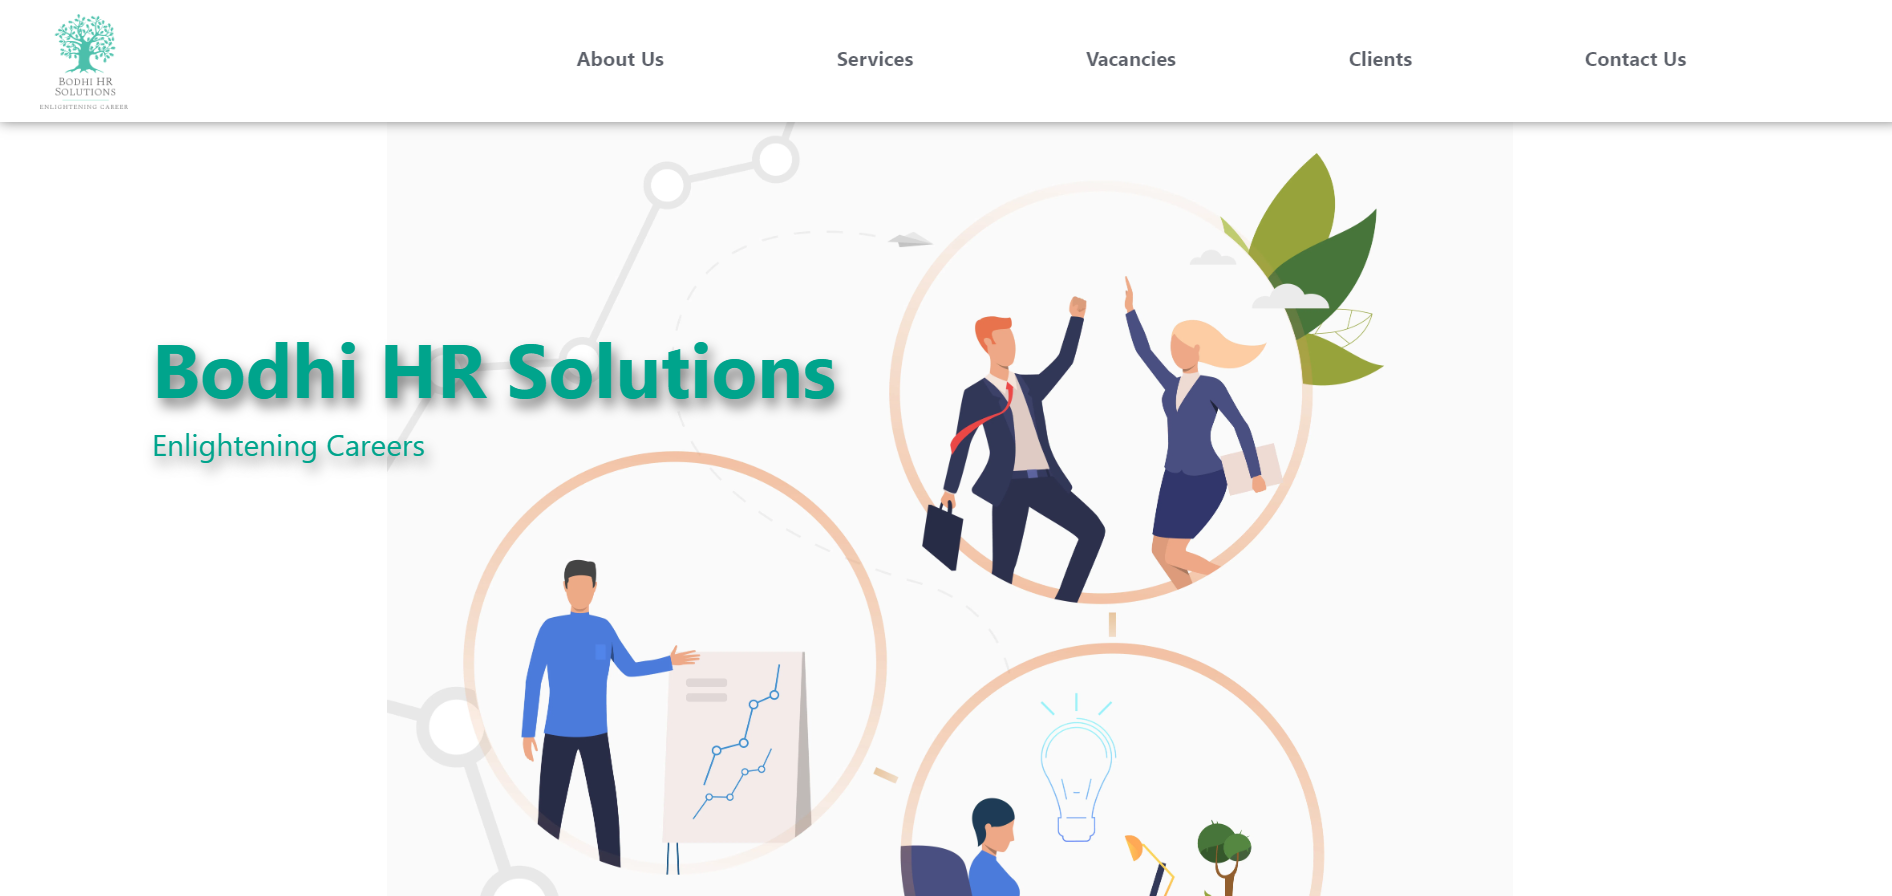 Bodhi HR
Solutions
Enlightening Career
About Us
Services
Vacancies
Clients
Contact Us
Bodhi HR Solutions
Enlightening Careers